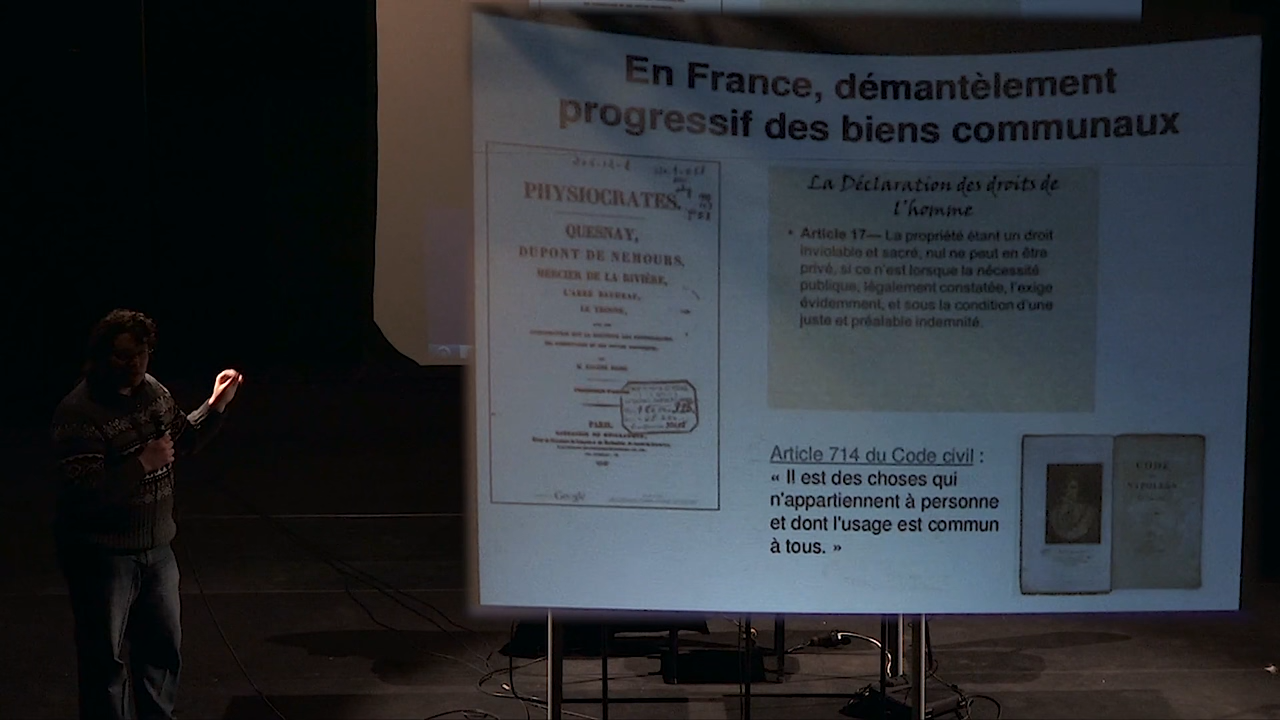 En France, démantèlement
progressif des biens communaux
PHYSIOCRATES.
QUESNAY,
DUPONT DE NEMOURS,
MERCIER DE LA RIVIÈRE,
L'ABBÉ BAUDEAU,
LE TROSNE,
PARIS,
Google
La Déclaration des droits de
l'homme
• Article 17— La propriété étant un droit
inviolable et sacré, nul ne peut en être
privé, si ce n'est lorsque la nécessité
publique, légalement constatée, l'exige
évidemment, et sous la condition d'une
juste et préalable indemnité.
Article 714 du Code civil :
« Il est des choses qui
n'appartiennent à personne
et dont l'usage est commun
à tous. »
CODE
NAPOLÉON